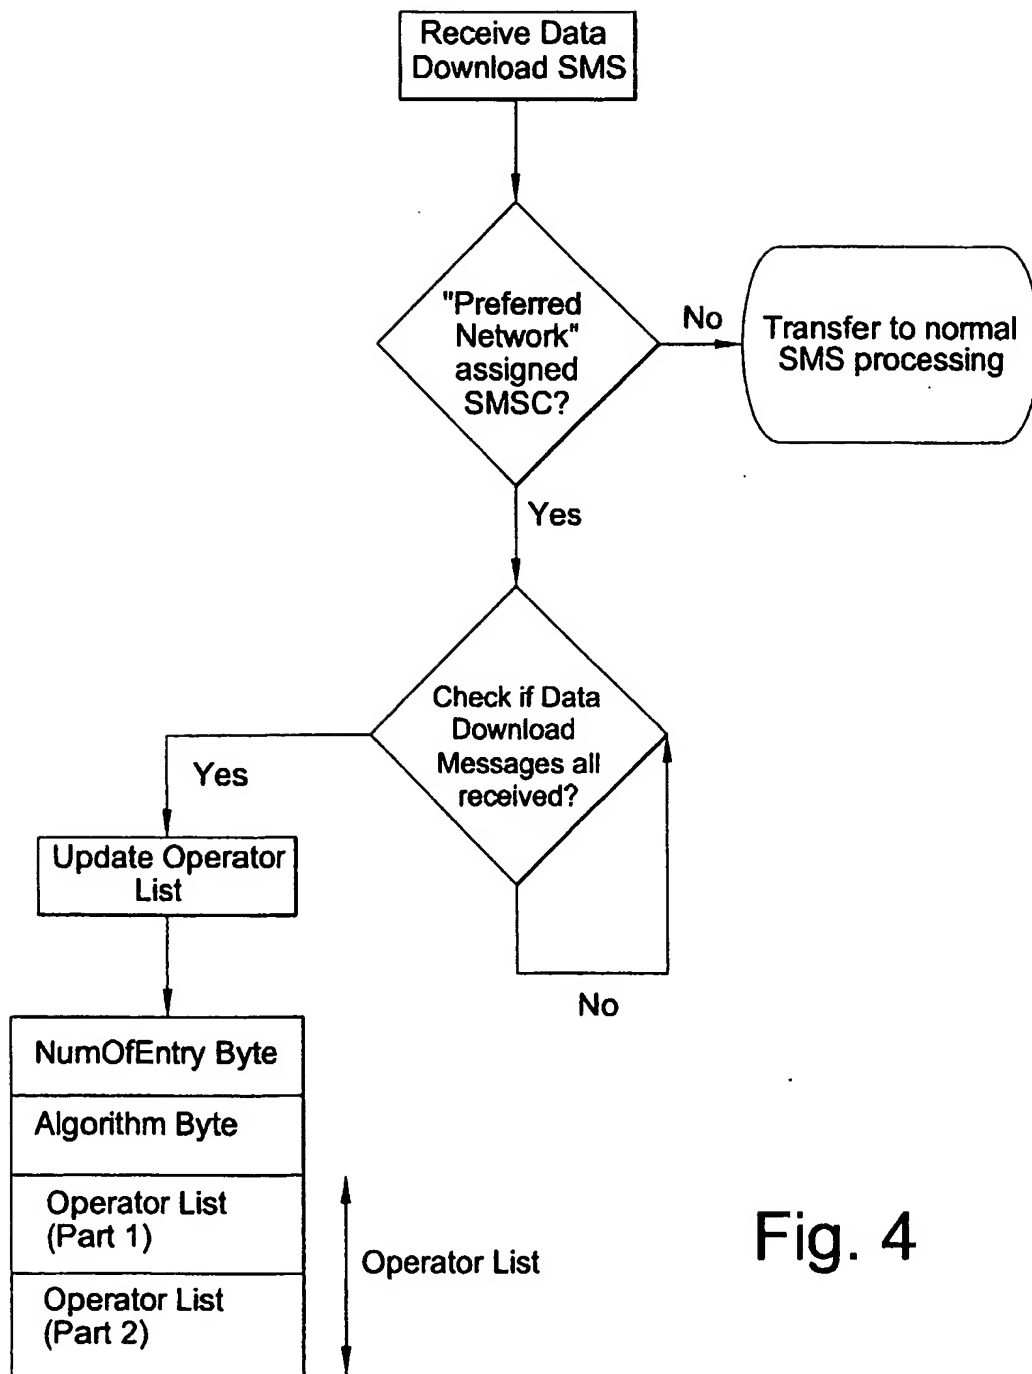 Receive Data
Download SMS
"Preferred
Network"
assigned
SMSC?
No
Transfer to normal
SMS processing
Yes
Check if Data
Download
Messages all
received?
Yes
Update Operator
List
No
NumOfEntry Byte
Algorithm Byte
Operator List
(Part 1)
Operator List
Operator List
(Part 2)
Fig. 4